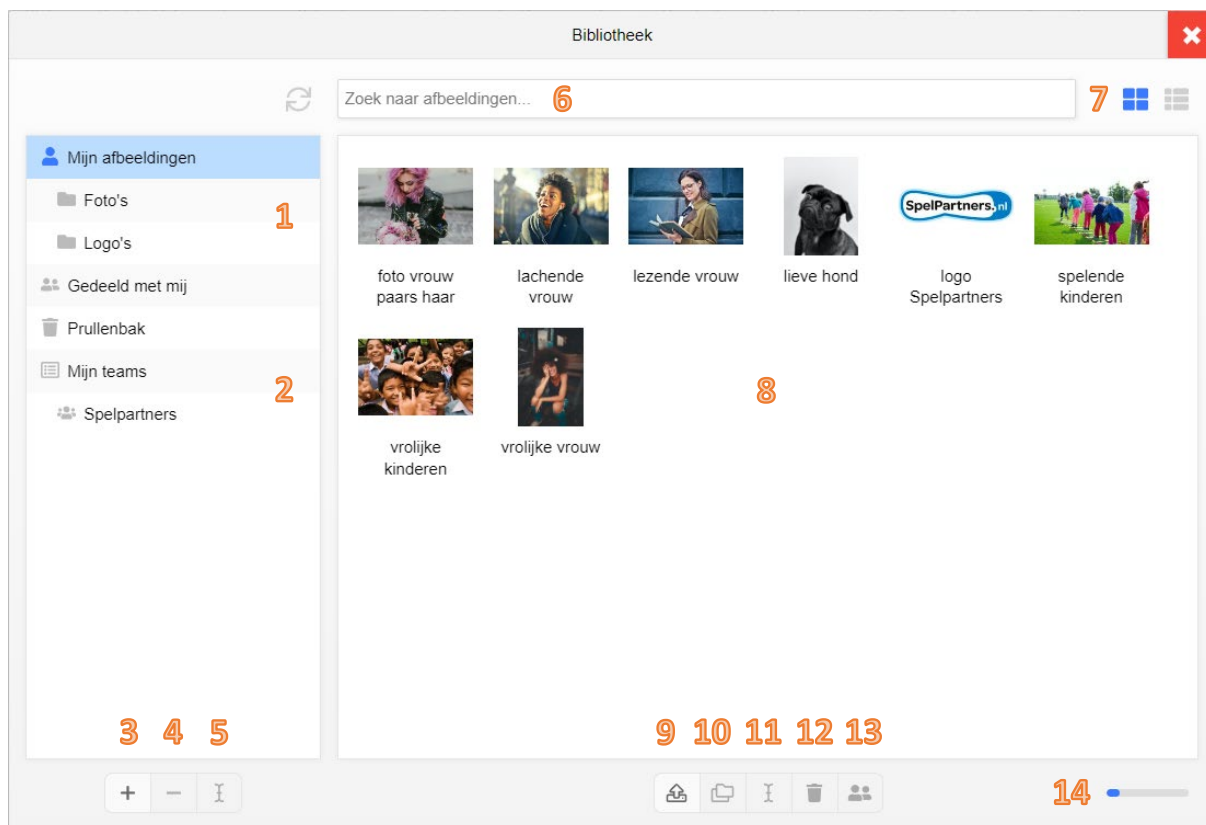 Bibliotheek
Zoek naar afbeeldingen... 6
7
Mijn afbeeldingen
Foto's
1
Logo's
Gedeeld met mij
Prullenbak
Mijn teams
2
Spelpartners
SpelPartners.nl
foto vrouw
paars haar
lachende
vrouw
lezende vrouw
lieve hond
logo
Spelpartners
spelende
kinderen
8
vrolijke
kinderen
vrolijke vrouw
3 4 5
9 10 11 12 13
14